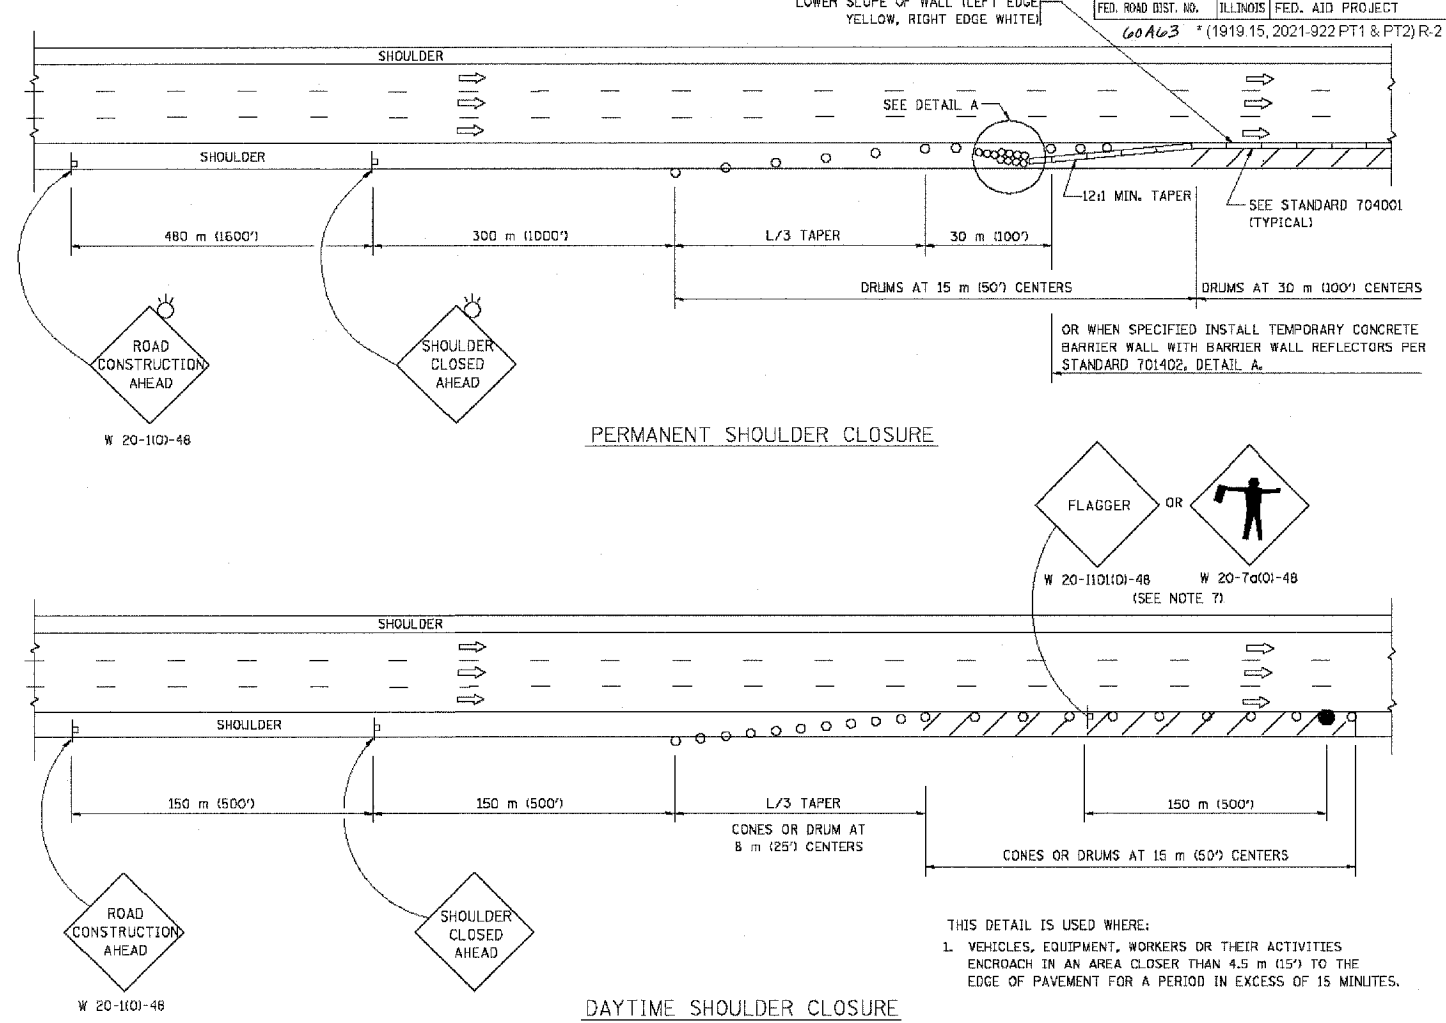 LOWER SLOPE OF WALL (LEFT EDGE
YELLOW, RIGHT EDGE WHITE)
FED. ROAD DIST. NO. ILLINOIS FED. AID PROJECT
60A63 * (1919.15, 2021-922 PT1 & PT2) R-2
SHOULDER
SEE DETAIL A
SHOULDER
12:1 MIN. TAPER
SEE STANDARD 704001
(TYPICAL)
480 m (1600')
300 m (1000')
L/3 TAPER
30 m (100')
DRUMS AT 15 m (50') CENTERS
DRUMS AT 30 m (100') CENTERS
OR WHEN SPECIFIED INSTALL TEMPORARY CONCRETE
BARRIER WALL WITH BARRIER WALL REFLECTORS PER
STANDARD 701402, DETAIL A.
ROAD
CONSTRUCTION
AHEAD
W 20-1(O)-48
SHOULDER
CLOSED
AHEAD
PERMANENT SHOULDER CLOSURE
FLAGGER
OR
W 20-I101(O)-48
W 20-7a(O)-48
(SEE NOTE 7)
SHOULDER
SHOULDER
150 m (500')
150 m (500')
L/3 TAPER
CONES OR DRUM AT
8 m (25') CENTERS
150 m (500')
CONES OR DRUMS AT 15 m (50') CENTERS
ROAD
CONSTRUCTION
AHEAD
W 20-1(O)-48
SHOULDER
CLOSED
AHEAD
THIS DETAIL IS USED WHERE:
1. VEHICLES, EQUIPMENT, WORKERS OR THEIR ACTIVITIES
ENCROACH IN AN AREA CLOSER THAN 4.5 m (15') TO THE
EDGE OF PAVEMENT FOR A PERIOD IN EXCESS OF 15 MINUTES.
DAYTIME SHOULDER CLOSURE